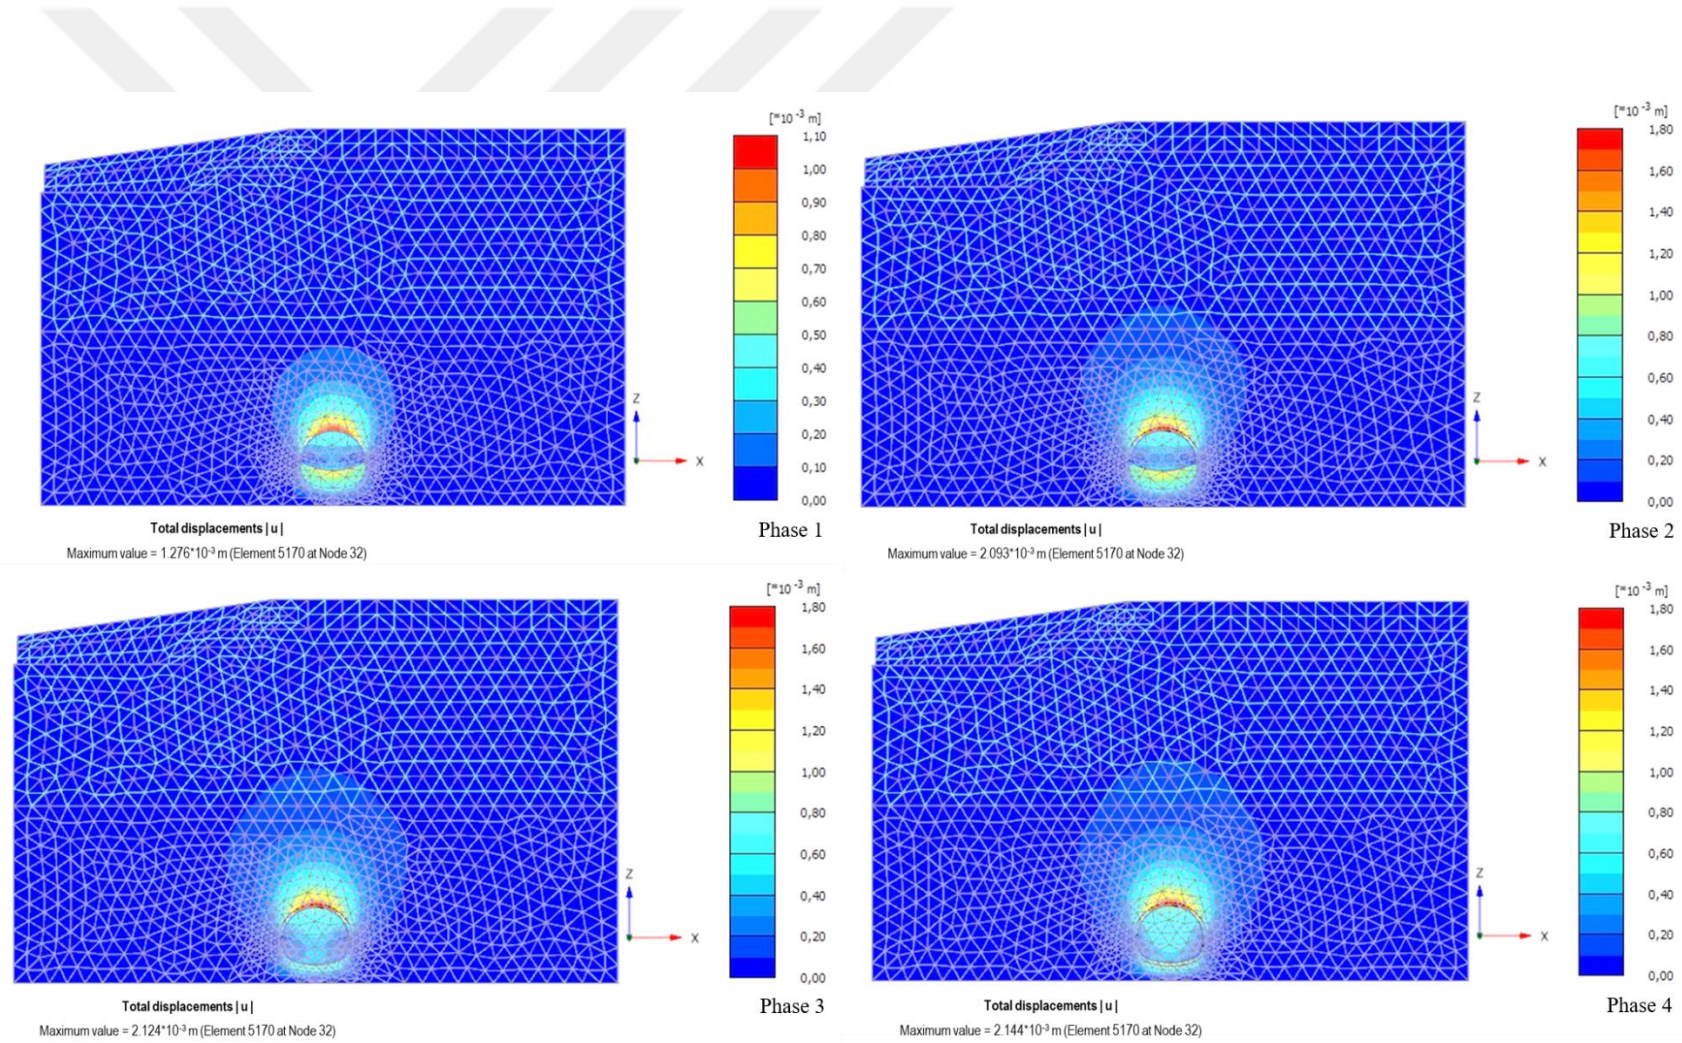 [*10 -3 m]
1,10
1,00
0,90
0,80
0,70
0,60
0,50
0,40
0,30
0,20
0,10
0,00
Z
X
Total displacements |u|
Phase 1
Maximum value = 1.276*10-3 m (Element 5170 at Node 32)
[*10 -3 m]
1,80
1,60
1,40
1,20
1,00
0,80
0,60
0,40
0,20
0,00
Z
X
Total displacements |u|
Phase 2
Maximum value = 2.093*10-3 m (Element 5170 at Node 32)
[*10 -3 m]
1,80
1,60
1,40
1,20
1,00
0,80
0,60
0,40
0,20
0,00
Z
X
Total displacements |u|
Phase 3
Maximum value = 2.124*10-3 m (Element 5170 at Node 32)
[*10 -3 m]
1,80
1,60
1,40
1,20
1,00
0,80
0,60
0,40
0,20
0,00
Z
X
Total displacements |u|
Phase 4
Maximum value = 2.144*10-3 m (Element 5170 at Node 32)